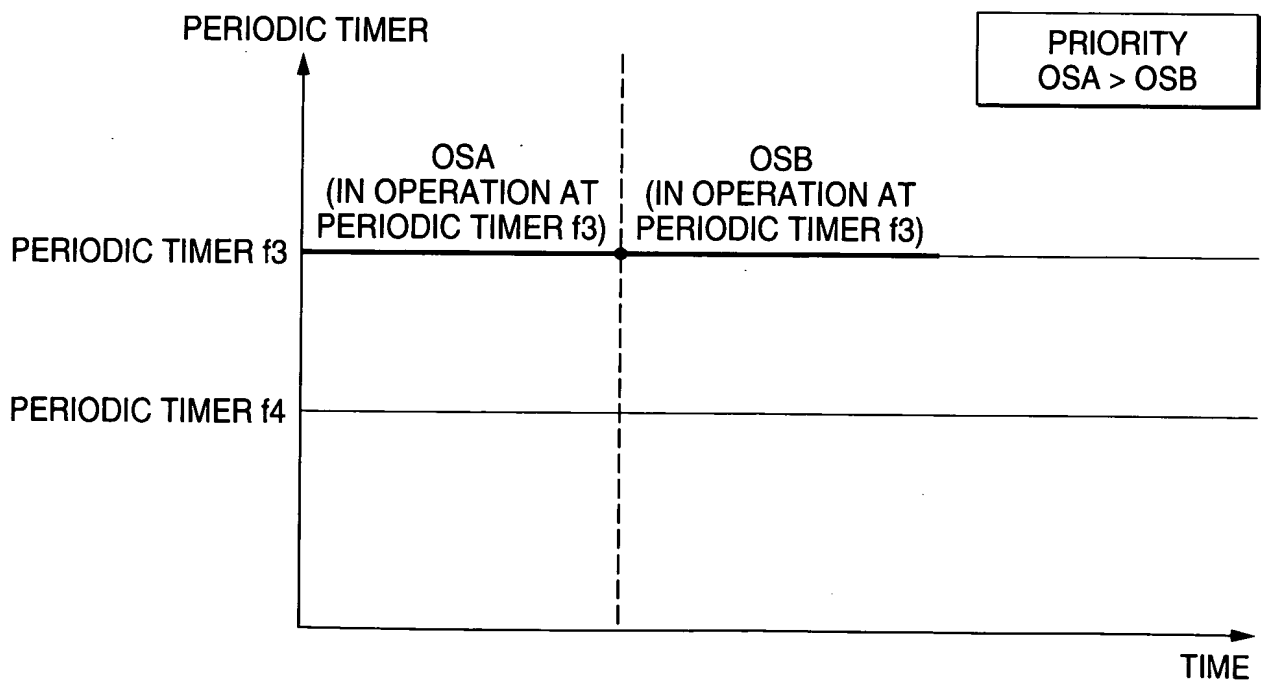 PERIODIC TIMER
PRIORITY
OSA > OSB
OSA
(IN OPERATION AT
PERIODIC TIMER f3)
OSB
(IN OPERATION AT
PERIODIC TIMER f3)
PERIODIC TIMER f3
PERIODIC TIMER f4
TIME